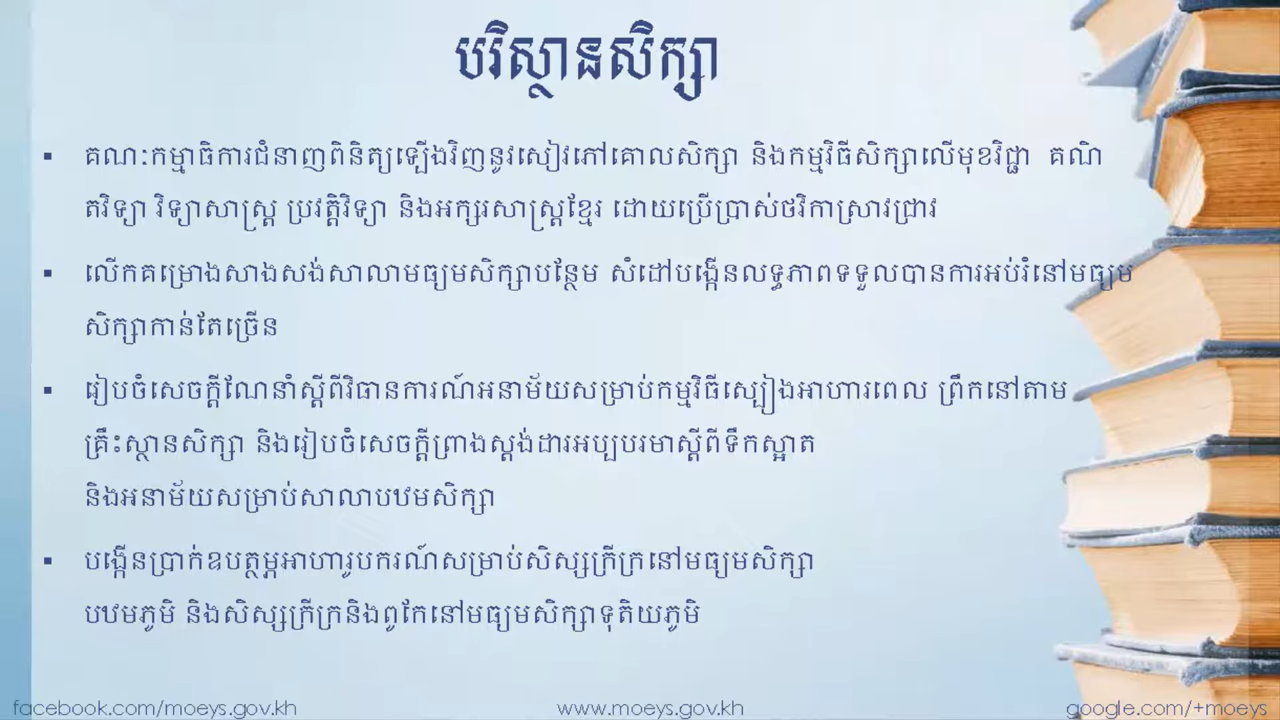 បរិស្ថានសិក្សា
▪ គណៈកម្មាធិការជំនាញពិនិត្យឡើងវិញនូវសៀវភៅគោលសិក្សា និងកម្មវិធីសិក្សាលើមុខវិជ្ជា គណិ
តវិទ្យា វិទ្យាសាស្ត្រ ប្រវត្តិវិទ្យា និងអក្សរសាស្ត្រខ្មែរ ដោយប្រើប្រាស់ថវិកាស្រាវជ្រាវ
▪ លើកគម្រោងសាងសង់សាលាមធ្យមសិក្សាបន្ថែម សំដៅបង្កើនលទ្ធភាពទទួលបានការអប់រំនៅមធ្យម
សិក្សាកាន់តែច្រើន
▪ រៀបចំសេចក្តីណែនាំស្តីពីវិធានការណ៍អនាម័យសម្រាប់កម្មវិធីស្បៀងអាហារពេល ព្រឹកនៅតាម
គ្រឹះស្ថានសិក្សា និងរៀបចំសេចក្តីព្រាងស្តង់ដារអប្បបរមាស្តីពីទឹកស្អាត
និងអនាម័យសម្រាប់សាលាបឋមសិក្សា
▪ បង្កើនប្រាក់ឧបត្ថម្ភអាហារូបករណ៍សម្រាប់សិស្សក្រីក្រនៅមធ្យមសិក្សា
បឋមភូមិ និងសិស្សក្រីក្រនិងពូកែនៅមធ្យមសិក្សាទុតិយភូមិ
facebook.com/moeys.gov.kh www.moeys.gov.kh google.com/+moeys